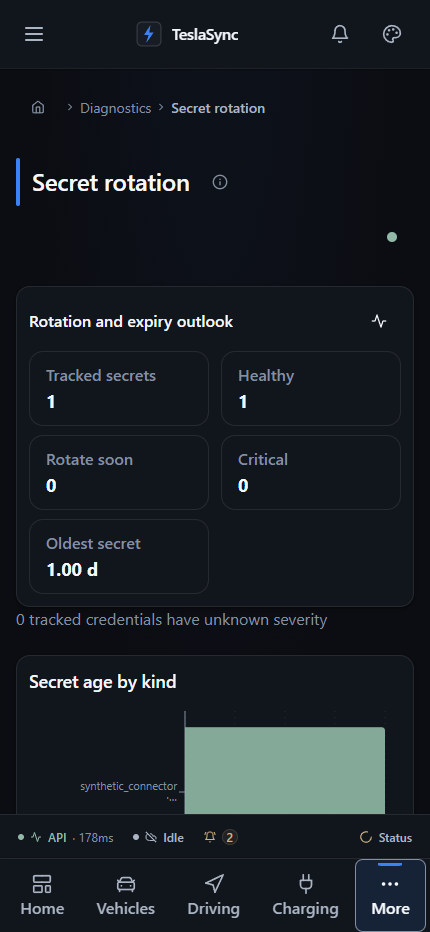 TeslaSync
Diagnostics
Secret rotation
Secret rotation
Rotation and expiry outlook
Tracked secrets
1
Healthy
1
Rotate soon
0
Critical
0
Oldest secret
1.00 d
0 tracked credentials have unknown severity
Secret age by kind
synthetic_connector
·...
API · 178ms
Idle
2
Status
Home
Vehicles
Driving
Charging
More